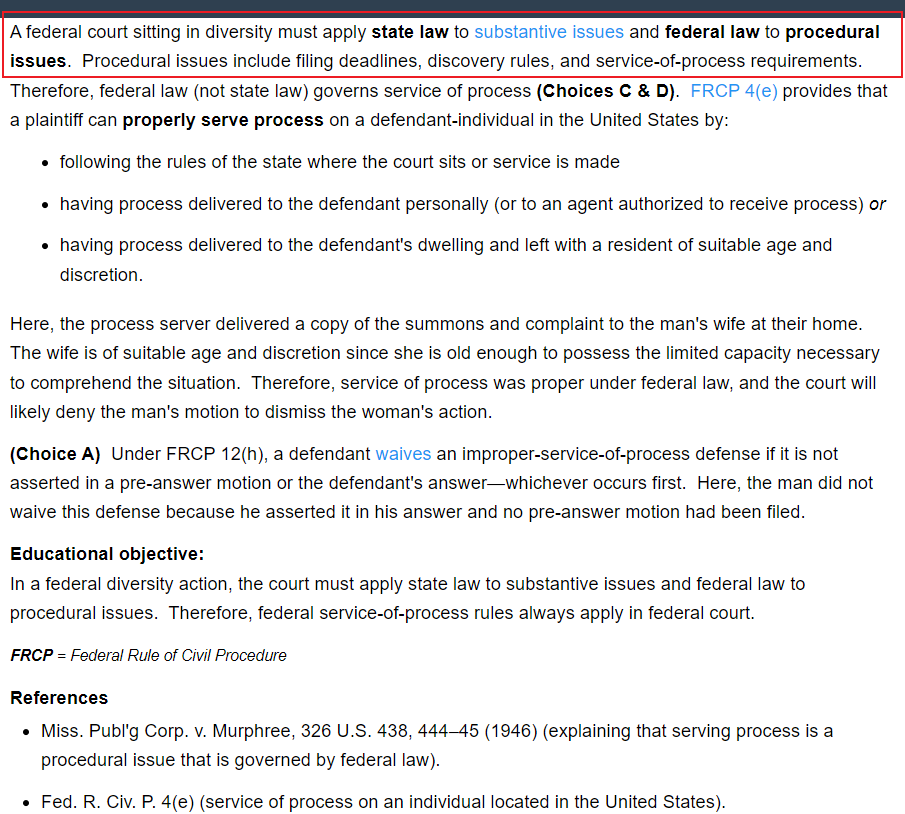 A federal court sitting in diversity must apply state law to substantive issues and federal law to procedural
issues.  Procedural issues include filing deadlines, discovery rules, and service-of-process requirements.
Therefore, federal law (not state law) governs service of process (Choices C & D).  FRCP 4(e) provides that
a plaintiff can properly serve process on a defendant-individual in the United States by:
• following the rules of the state where the court sits or service is made
• having process delivered to the defendant personally (or to an agent authorized to receive process) or
• having process delivered to the defendant's dwelling and left with a resident of suitable age and
discretion.
Here, the process server delivered a copy of the summons and complaint to the man's wife at their home.
The wife is of suitable age and discretion since she is old enough to possess the limited capacity necessary
to comprehend the situation.  Therefore, service of process was proper under federal law, and the court will
likely deny the man's motion to dismiss the woman's action.
(Choice A)  Under FRCP 12(h), a defendant waives an improper-service-of-process defense if it is not
asserted in a pre-answer motion or the defendant's answer—whichever occurs first.  Here, the man did not
waive this defense because he asserted it in his answer and no pre-answer motion had been filed.
Educational objective:
In a federal diversity action, the court must apply state law to substantive issues and federal law to
procedural issues.  Therefore, federal service-of-process rules always apply in federal court.
FRCP = Federal Rule of Civil Procedure
References
• Miss. Publ'g Corp. v. Murphree, 326 U.S. 438, 444–45 (1946) (explaining that serving process is a
procedural issue that is governed by federal law).
• Fed. R. Civ. P. 4(e) (service of process on an individual located in the United States).